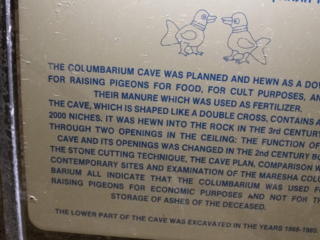 THE COLUMBARIUM CAVE WAS PLANNED AND HEWN AS A
FOR RAISING PIGEONS FOR FOOD, FOR CULT PURPOSES,
THEIR MANURE WHICH WAS USED AS FERTILIZER.
THE CAVE, WHICH IS SHAPED LIKE A DOUBLE CROSS, CONTAINS
2000 NICHES. IT WAS HEWN INTO THE ROCK IN THE 3rd CENTURY
THROUGH TWO OPENINGS IN THE CEILING: THE FUNCTION OF
CAVE AND ITS OPENINGS WAS CHANGED IN THE 2nd CENTURY
THE STONE CUTTING TECHNIQUE, THE CAVE PLAN, COMPARISON
CONTEMPORARY SITES AND EXAMINATION OF THE MARESHA
BARIUM ALL INDICATE THAT THE COLUMBARIUM WAS USED
RAISING PIGEONS FOR ECONOMIC PURPOSES AND NOT FOR
STORAGE OF ASHES OF THE DECEASED.
THE LOWER PART OF THE CAVE WAS EXCAVATED IN THE YEARS